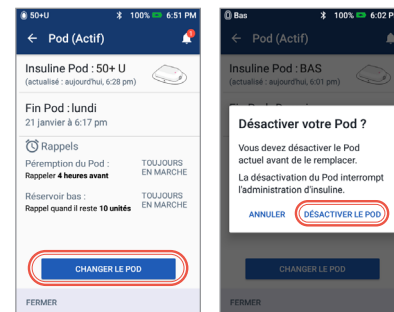 50+U 100% 6:51 PM
Pod (Actif)
Insuline Pod : 50+ U
(actualisé : aujourd'hui, 6:28 pm)
Fin Pod : lundi
21 janvier à 6:17 pm
Rappels
Péremption du Pod : TOUJOURS
Rappeler 4 heures avant EN MARCHE
Réservoir bas : TOUJOURS
Rappel quand il reste 10 unités EN MARCHE
CHANGER LE POD
FERMER
Bas 100% 6:02 P
Pod (Actif)
Insuline Pod : BAS
(actualisé : aujourd'hui, 6:01 pm)
Désactiver votre Pod ?
Vous devez désactiver le Pod
actuel avant de le remplacer.
La désactivation du Pod interrompt
l'administration d'insuline.
ANNULER DÉSACTIVER LE POD
CHANGER LE POD
FERMER